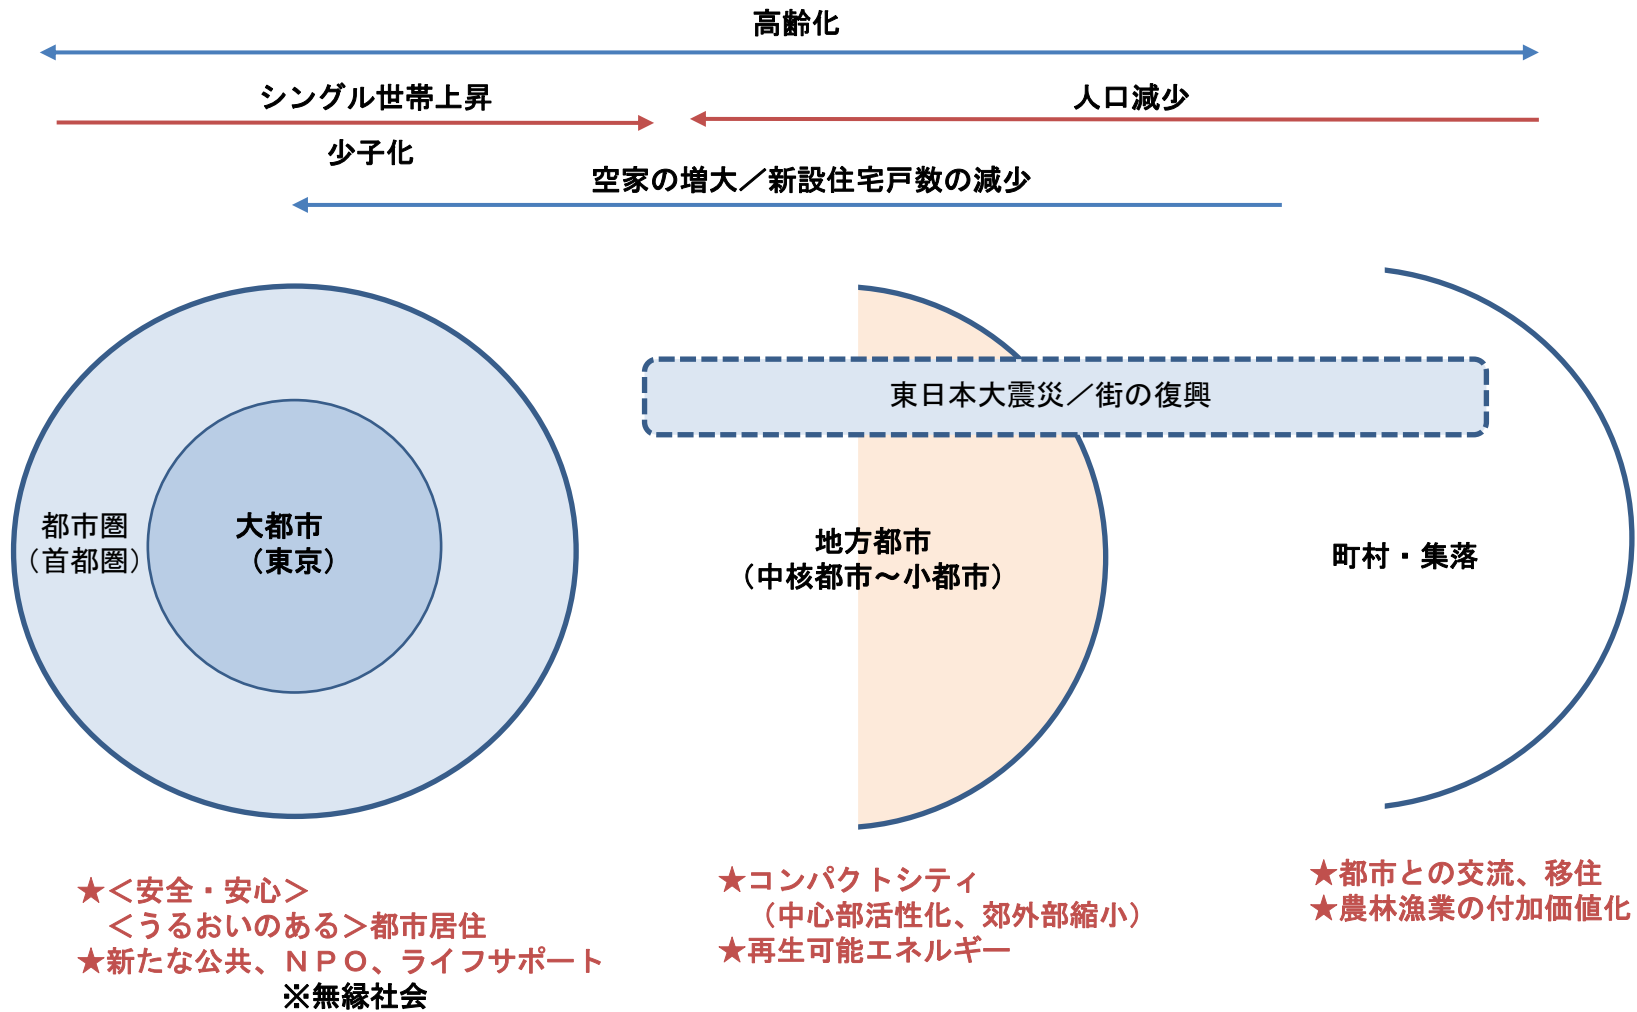 高齢化
シングル世帯上昇
人口減少
少子化
空家の増大／新設住宅戸数の減少
東日本大震災／街の復興
都市圏
（首都圏）
大都市
（東京）
地方都市
（中核都市～小都市）
町村・集落
★＜安全・安心＞
＜うるおいのある＞都市居住
★新たな公共、ＮＰＯ、ライフサポート
※無縁社会
★コンパクトシティ
（中心部活性化、郊外部縮小）
★再生可能エネルギー
★都市との交流、移住
★農林漁業の付加価値化